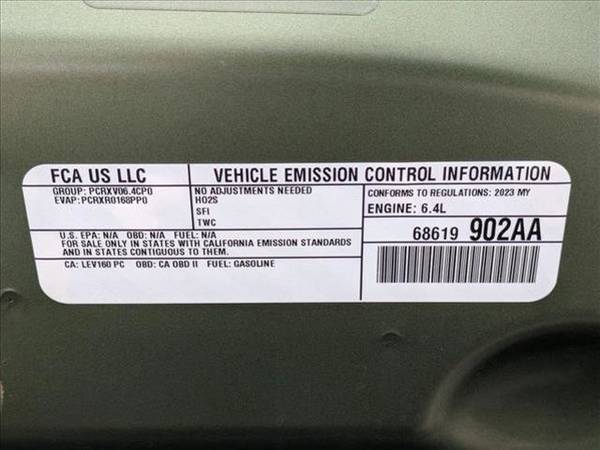 FCA US LLC
VEHICLE EMISSION CONTROL INFORMATION
GROUP: PCRXV06.4CP0
EVAP: PCRXR0168PP0
NO ADJUSTMENTS NEEDED
HO2S
SFI
TWC
CONFORMS TO REGULATIONS: 2023 MY
ENGINE: 6.4L
U.S. EPA: N/A OBD: N/A FUEL: N/A
FOR SALE ONLY IN STATES WITH CALIFORNIA EMISSION STANDARDS
AND IN STATES CONTIGUOUS TO THEM.
68619 902AA
CA: LEV160 PC OBD: CA OBD II FUEL: GASOLINE